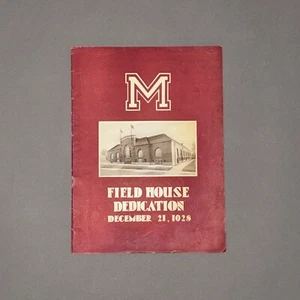 M
FIELD HOUSE
DEDICATION
DECEMBER 21, 1928